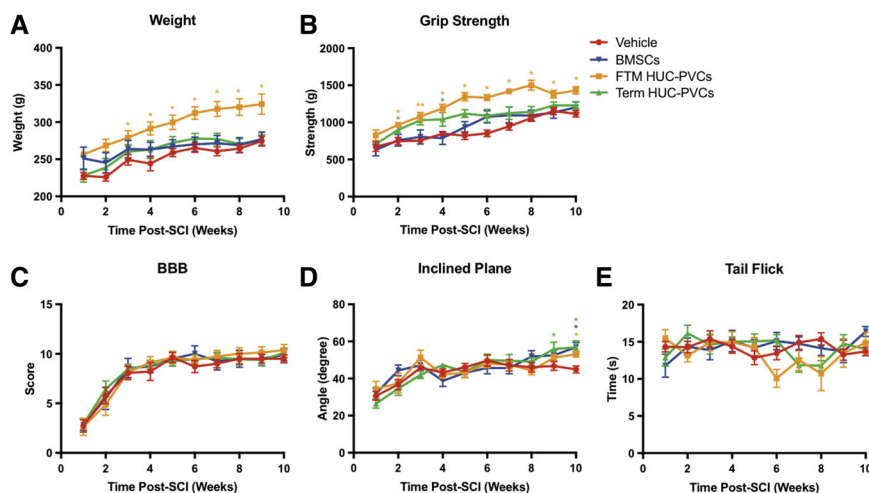 A
Weight
400
350
300
250
200
Weight (g)
0
2
4
6
8
10
Time Post-SCI (Weeks)
B
Grip Strength
2000
1500
1000
500
0
Strength (g)
*
*
**
*
*
*
*
*
*
*
*
0
2
4
6
8
10
Time Post-SCI (Weeks)
Vehicle
BMSCs
FTM HUC-PVCs
Term HUC-PVCs
C
BBB
15
10
5
0
Score
0
2
4
6
8
10
Time Post-SCI (Weeks)
D
Inclined Plane
80
60
40
20
0
Angle (degree)
*
*
*
*
0
2
4
6
8
10
Time Post-SCI (Weeks)
E
Tail Flick
20
15
10
5
0
Time (s)
0
2
4
6
8
10
Time Post-SCI (Weeks)